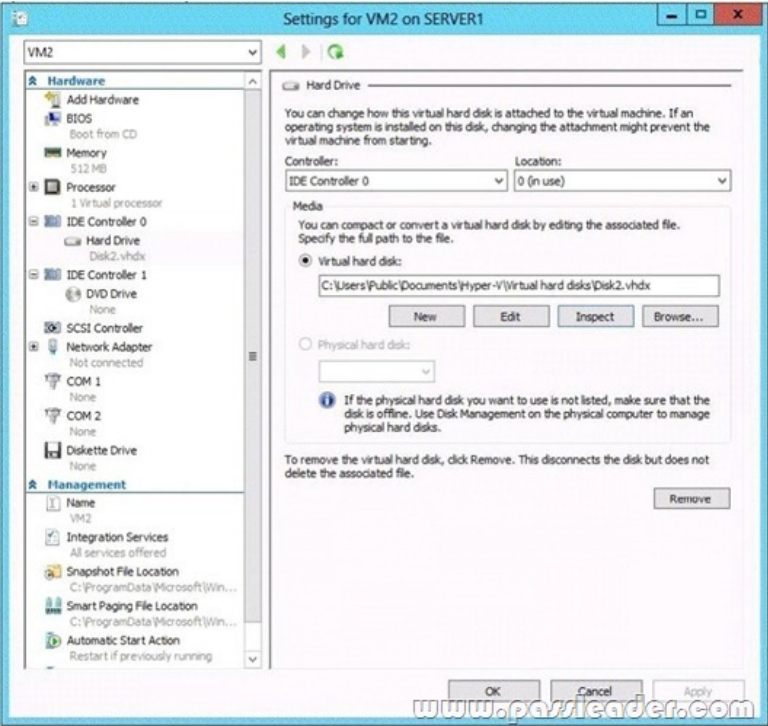 Settings for VM2 on SERVER1
VM2
Hardware
Add Hardware
BIOS
Boot from CD
Memory
512 MB
Processor
1 Virtual processor
IDE Controller 0
Hard Drive
Disk2.vhdx
IDE Controller 1
DVD Drive
None
SCSI Controller
Network Adapter
Not connected
COM 1
None
COM 2
None
Diskette Drive
None
Management
Name
VM2
Integration Services
All services offered
Snapshot File Location
C:\ProgramData\Microsoft\Win...
Smart Paging File Location
C:\ProgramData\Microsoft\Win...
Automatic Start Action
Restart if previously running
Hard Drive
You can change how this virtual hard disk is attached to the virtual machine. If an
operating system is installed on this disk, changing the attachment might prevent the
virtual machine from starting.
Controller:
Location:
IDE Controller 0
0 (in use)
Media
You can compact or convert a virtual hard disk by editing the associated file.
Specify the full path to the file.
Virtual hard disk:
C:\Users\Public\Documents\Hyper-V\Virtual hard disks\Disk2.vhdx
New
Edit
Inspect
Browse...
Physical hard disk:
If the physical hard disk you want to use is not listed, make sure that the
disk is offline. Use Disk Management on the physical computer to manage
physical hard disks.
To remove the virtual hard disk, click Remove. This disconnects the disk but does not
delete the associated file.
Remove
OK
Cancel
Apply
www.passleader.com